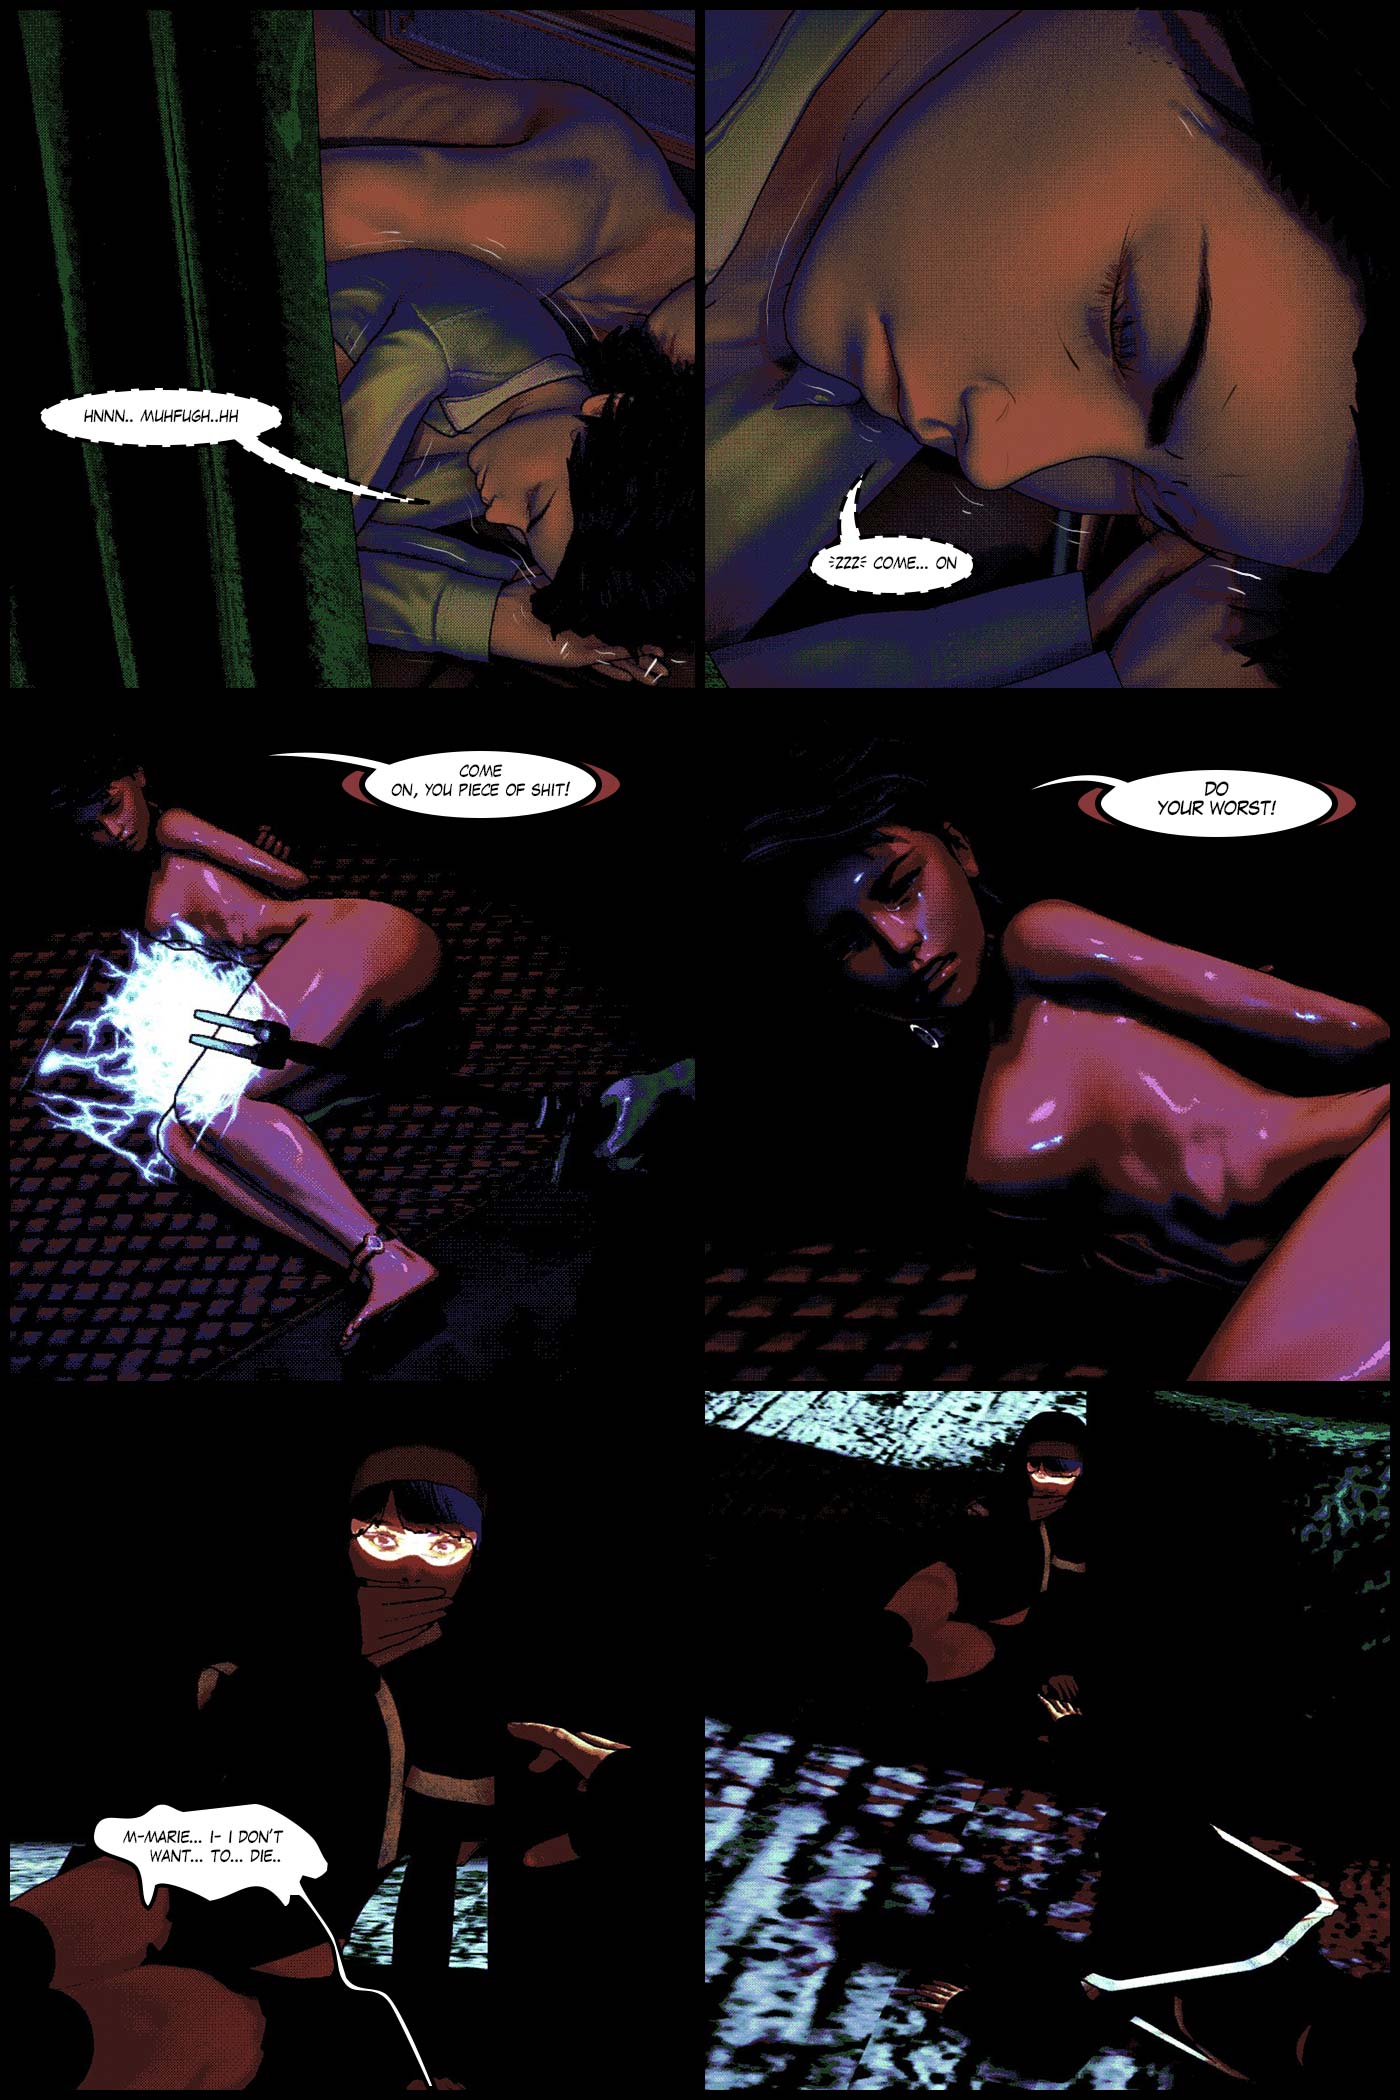 HNNN.. MUHFUGH..HH
ZZZ COME... ON
COME
ON, YOU PIECE OF SHIT!
DO
YOUR WORST!
M-MARIE... I- I DON'T
WANT... TO... DIE..